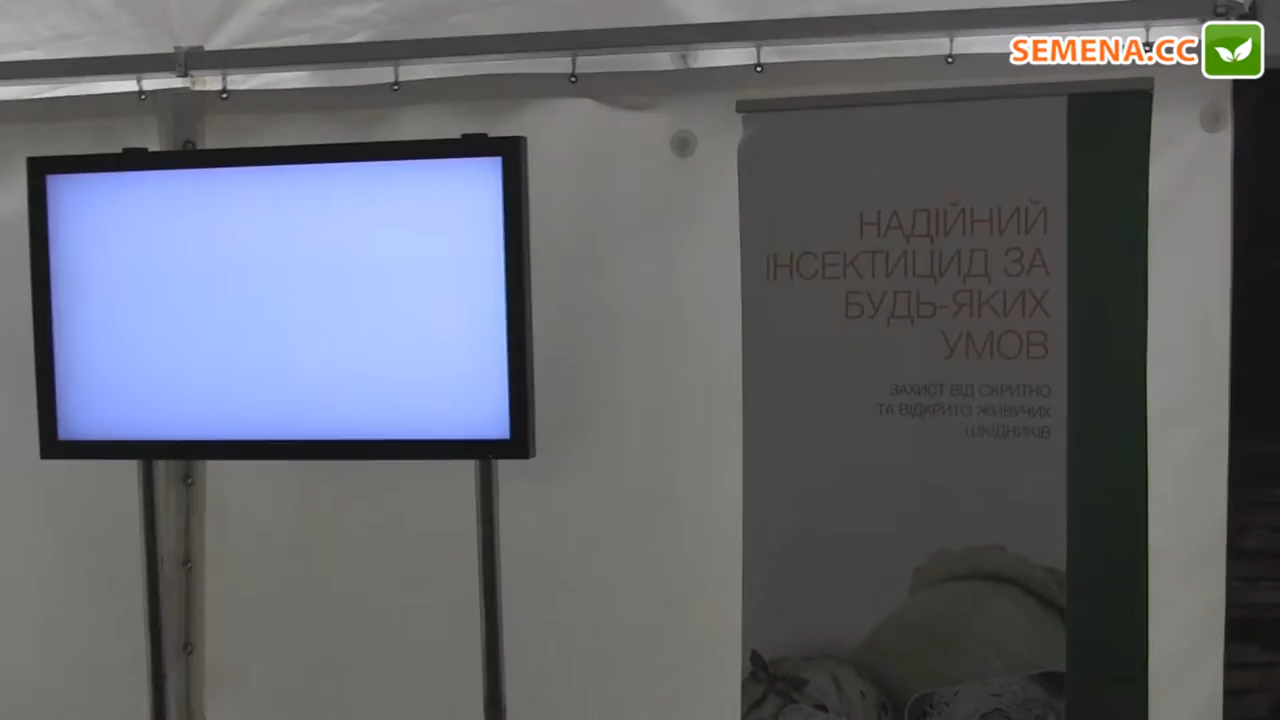 SEMENA.CC
НАДІЙНИЙ
ІНСЕКТИЦИД ЗА
БУДЬ-ЯКИХ
УМОВ
ЗАХИСТ ВІД СКРИТНО
ТА ВІДКРИТО ЖИВУЧИХ
ШКІДНИКІВ